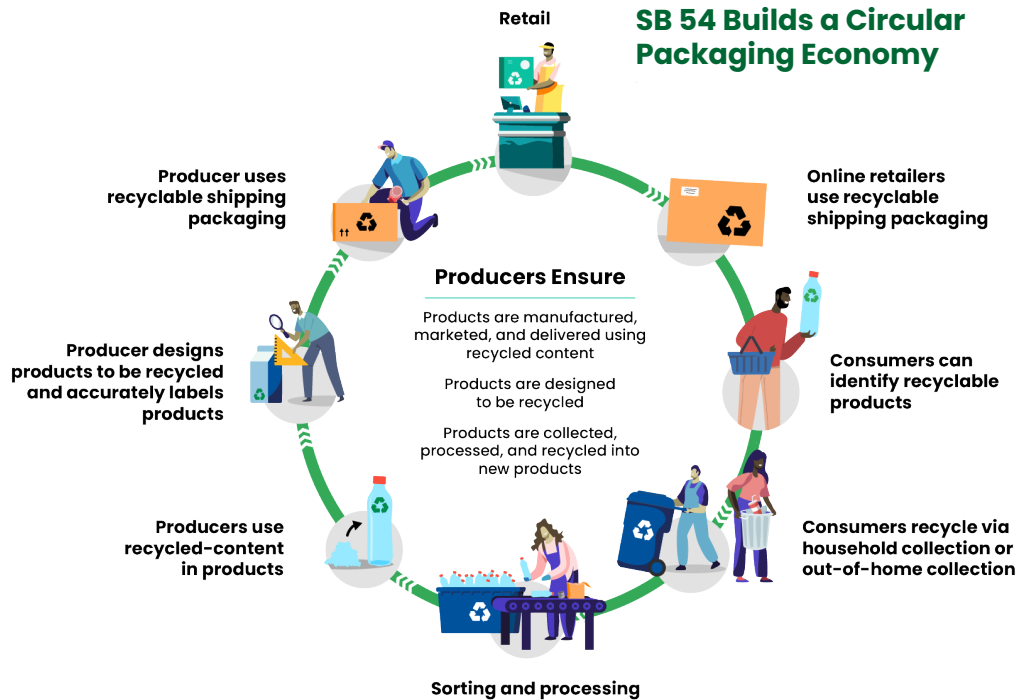 Retail
SB 54 Builds a Circular
Packaging Economy
Producer uses
recyclable shipping
packaging
Online retailers
use recyclable
shipping packaging
Producers Ensure
Products are manufactured,
marketed, and delivered using
recycled content
Products are designed
to be recycled
Products are collected,
processed, and recycled into
new products
Producer designs
products to be recycled
and accurately labels
products
Consumers can
identify recyclable
products
Producers use
recycled-content
in products
Consumers recycle via
household collection or
out-of-home collection
Sorting and processing